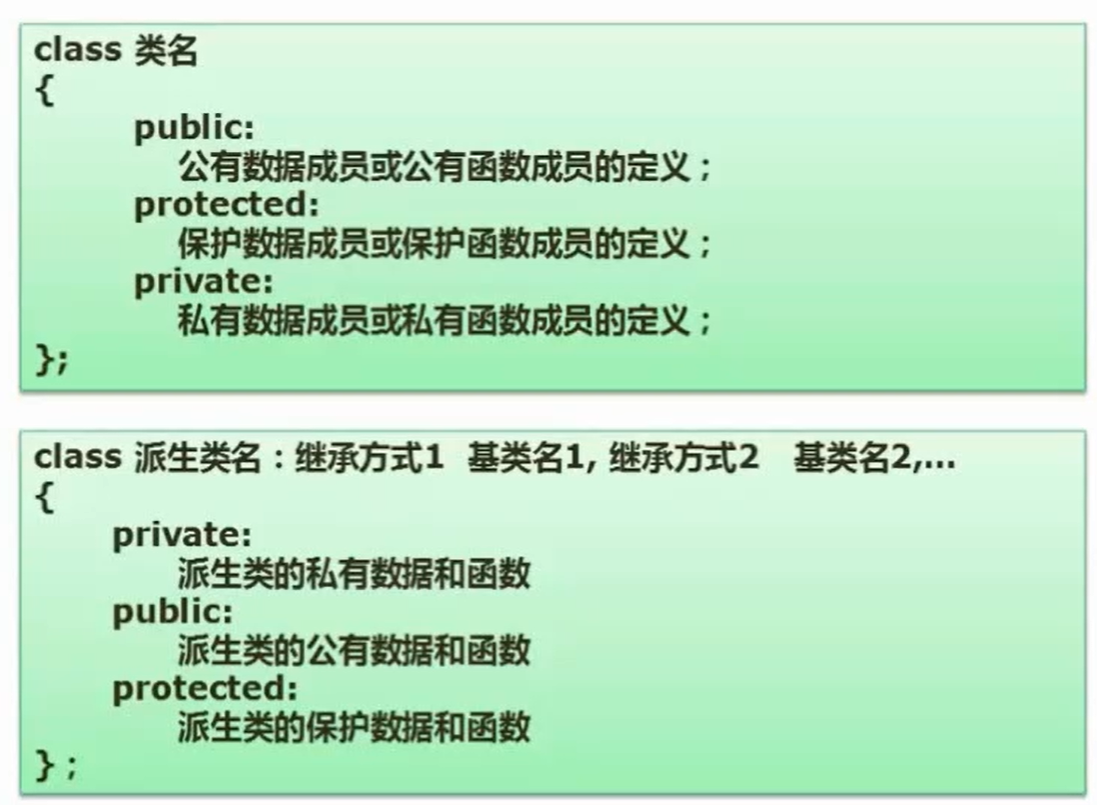 class 类名
{
public:
公有数据成员或公有函数成员的定义；
protected:
保护数据成员或保护函数成员的定义；
private:
私有数据成员或私有函数成员的定义；
};
class 派生类名：继承方式1 基类名1, 继承方式2 基类名2,…
{
private:
派生类的私有数据和函数
public:
派生类的公有数据和函数
protected:
派生类的保护数据和函数
}；